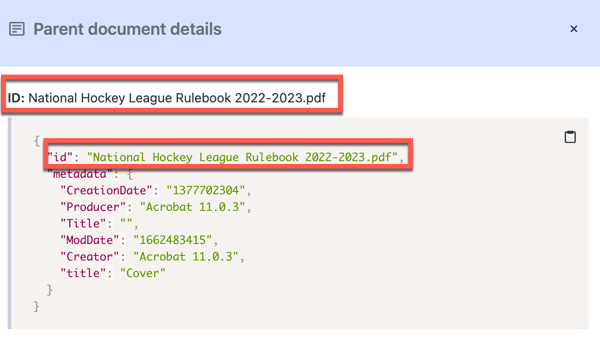 Parent document details
ID: National Hockey League Rulebook 2022-2023.pdf
{
"id": "National Hockey League Rulebook 2022-2023.pdf",
"metadata": {
"CreationDate": "1377702304",
"Producer": "Acrobat 11.0.3",
"Title": "",
"ModDate": "1662483415",
"Creator": "Acrobat 11.0.3",
"title": "Cover"
}
}